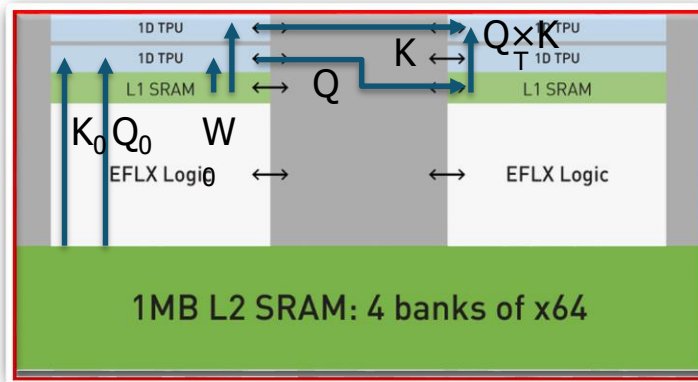 1D TPU
1D TPU
Q×K
T
1D TPU
1D TPU
K
L1 SRAM
Q
L1 SRAM
K0
Q0
W
0
EFLX Logic
EFLX Logic
1MB L2 SRAM: 4 banks of x64